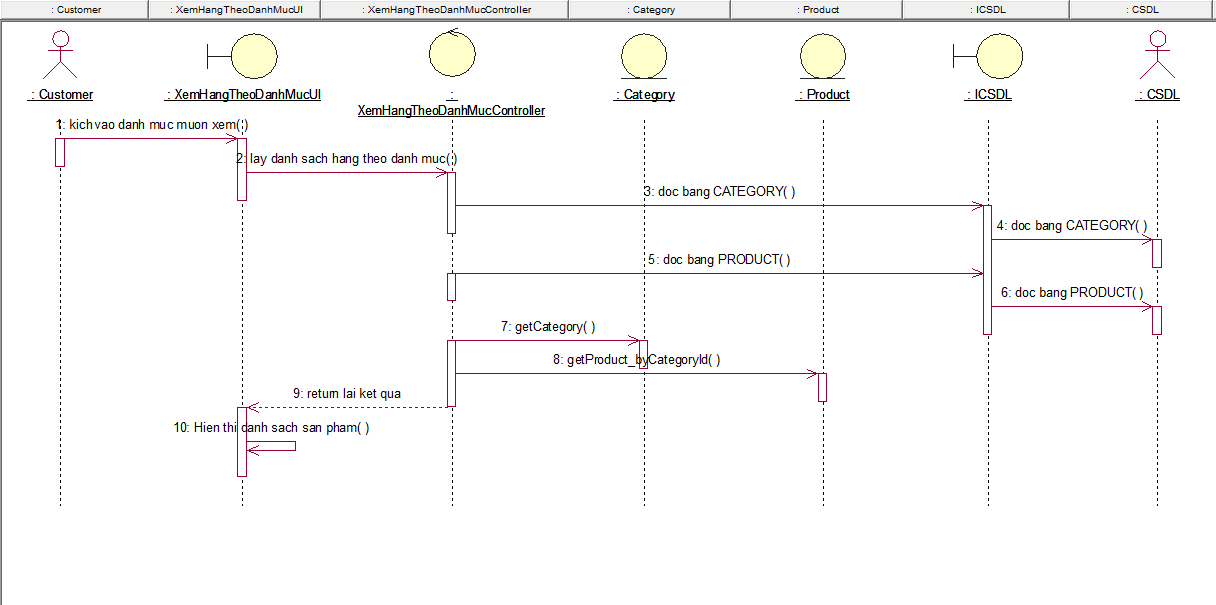 : Customer
: XemHangTheoDanhMucUI
: XemHangTheoDanhMucController
: Category
: Product
: ICSDL
: CSDL
: Customer
: XemHangTheoDanhMucUI
:
XemHangTheoDanhMucController
: Category
: Product
: ICSDL
: CSDL
1: kichvao danh muc muon xem( )
2: lay danh sach hang theo danh muc( )
3: doc bang CATEGORY( )
4: doc bang CATEGORY( )
5: doc bang PRODUCT( )
6: doc bang PRODUCT( )
7: getCategory( )
8: getProduct_byCategoryId( )
9: return lai ket qua
10: Hien thi danh sach san pham( )